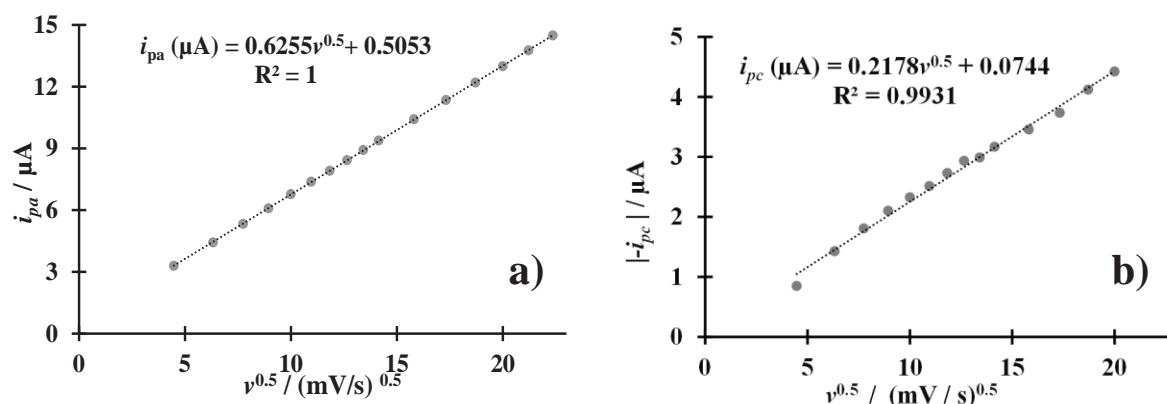 15
12
9
6
3
0
i_pa / µA
i_pa (µA) = 0.6255v^0.5 + 0.5053
R² = 1
a)
0 5 10 15 20
v^0.5 / (mV/s) ^0.5
5
4
3
2
1
0
|-i_pc | / µA
i_pc (µA) = 0.2178v^0.5 + 0.0744
R² = 0.9931
b)
0 5 10 15 20
v^0.5 / (mV / s)^0.5